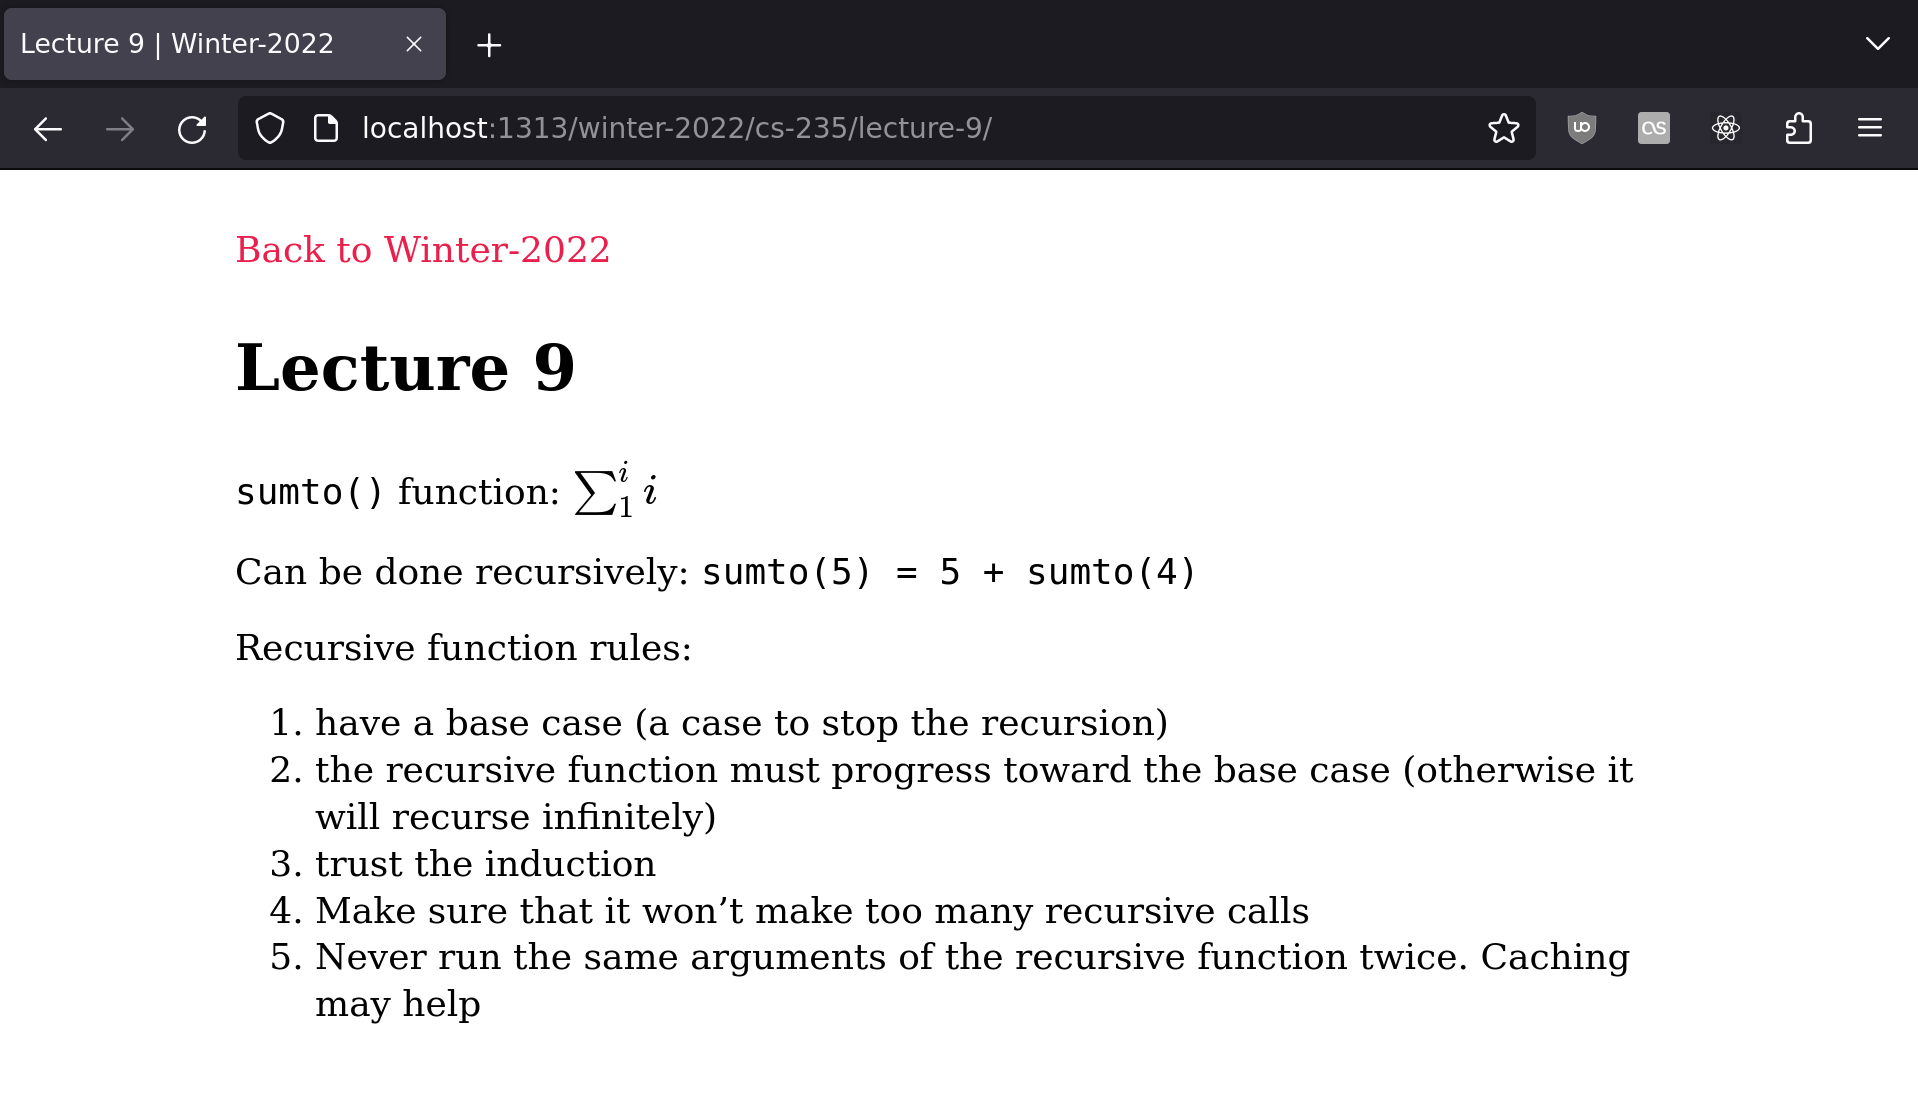 Lecture 9 | Winter-2022
localhost:1313/winter-2022/cs-235/lecture-9/
Back to Winter-2022
Lecture 9
sumto() function: ∑₁ⁱ i
Can be done recursively: sumto(5) = 5 + sumto(4)
Recursive function rules:
1. have a base case (a case to stop the recursion)
2. the recursive function must progress toward the base case (otherwise it
will recurse infinitely)
3. trust the induction
4. Make sure that it won’t make too many recursive calls
5. Never run the same arguments of the recursive function twice. Caching
may help